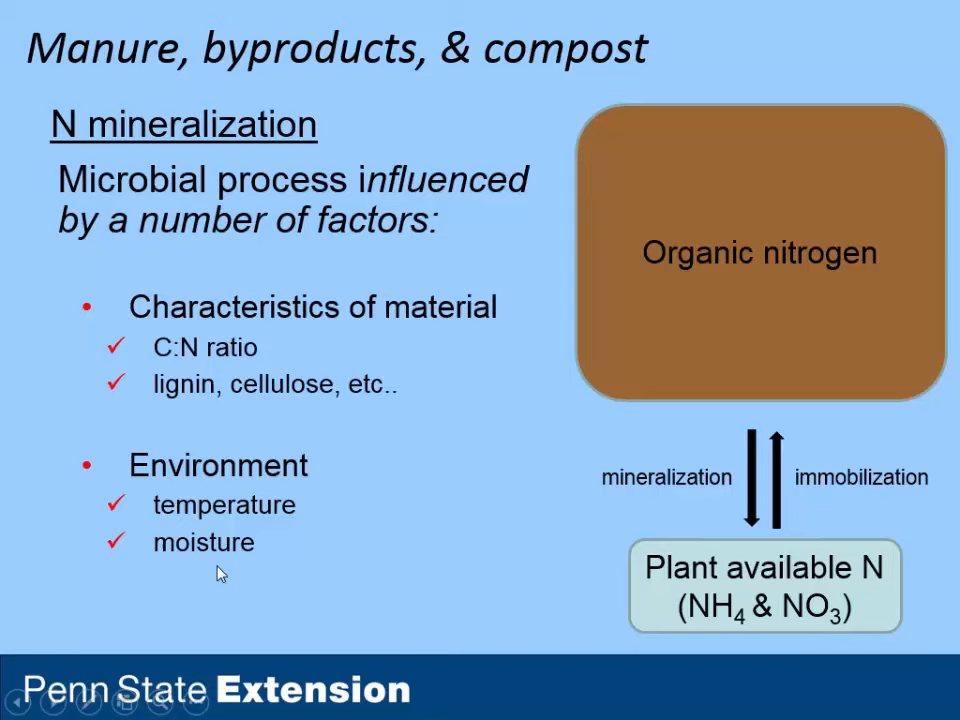 Manure, byproducts, & compost
N mineralization
Microbial process influenced
by a number of factors:
• Characteristics of material
✓ C:N ratio
✓ lignin, cellulose, etc..
• Environment
✓ temperature
✓ moisture
Organic nitrogen
mineralization
immobilization
Plant available N
(NH₄ & NO₃)
Penn State Extension